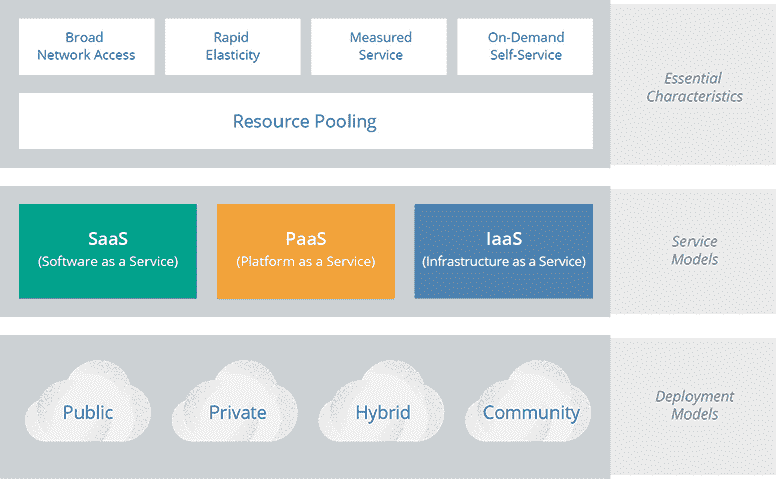 Broad
Network Access
Rapid
Elasticity
Measured
Service
On-Demand
Self-Service
Resource Pooling
Essential
Characteristics
SaaS
(Software as a Service)
PaaS
(Platform as a Service)
IaaS
(Infrastructure as a Service)
Service
Models
Public
Private
Hybrid
Community
Deployment
Models